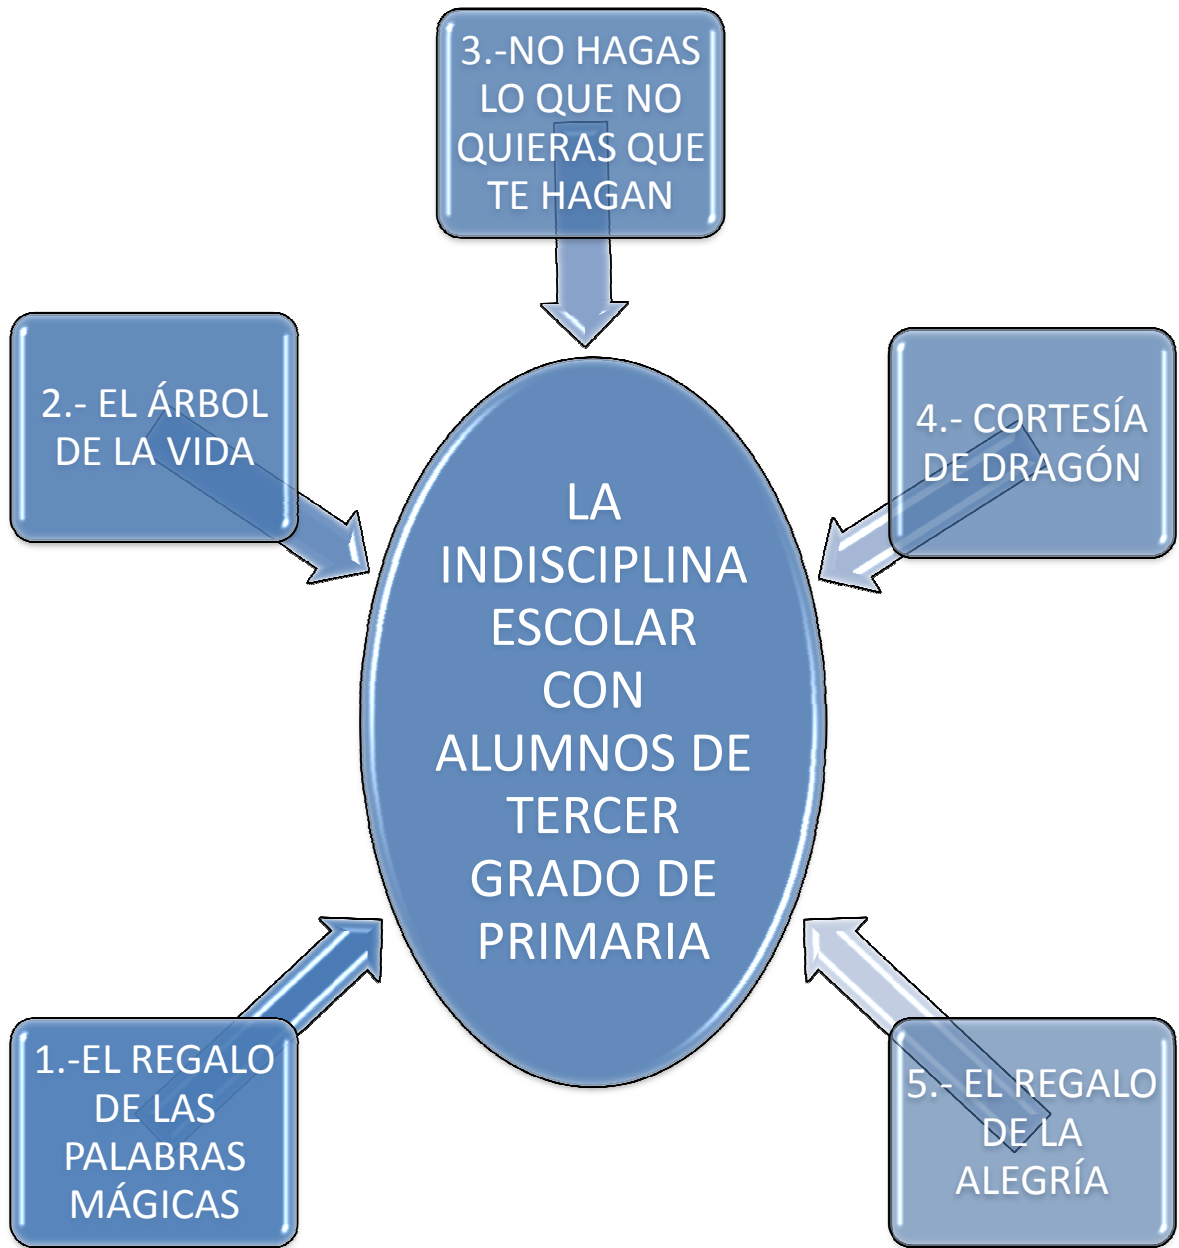 3.-NO HAGAS
LO QUE NO
QUIERAS QUE
TE HAGAN
2.- EL ÁRBOL
DE LA VIDA
4.- CORTESÍA
DE DRAGÓN
LA
INDISCIPLINA
ESCOLAR
CON
ALUMNOS DE
TERCER
GRADO DE
PRIMARIA
1.-EL REGALO
DE LAS
PALABRAS
MÁGICAS
5.- EL REGALO
DE LA
ALEGRÍA